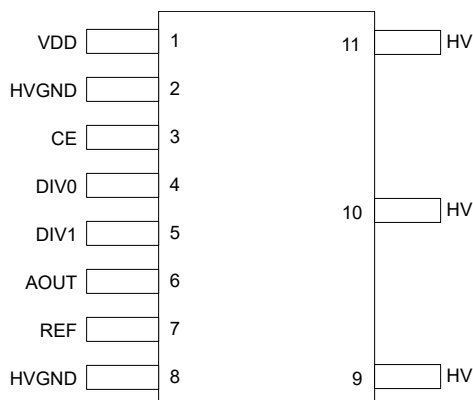 VDD 1 11 HV
HVGND 2
CE 3
DIV0 4
DIV1 5 10 HV
AOUT 6
REF 7
HVGND 8 9 HV